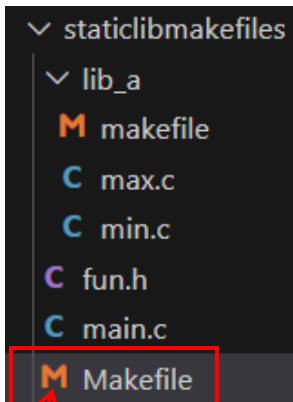 staticlibmakefiles
lib_a
M makefile
C max.c
C min.c
C fun.h
C main.c
M Makefile